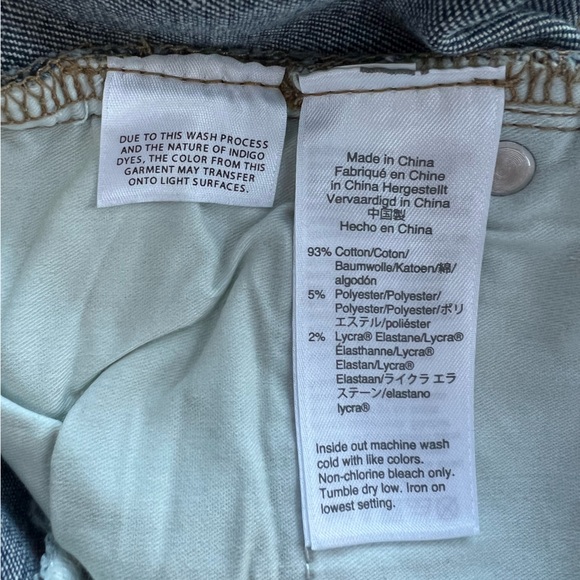 DUE TO THIS WASH PROCESS
AND THE NATURE OF INDIGO
DYES, THE COLOR FROM THIS
GARMENT MAY TRANSFER
ONTO LIGHT SURFACES.
Made in China
Fabriqué en Chine
in China Hergestellt
Vervaardigd in China
中国製
Hecho en China
93% Cotton/Coton/
Baumwolle/Katoen/綿/
algodón
5% Polyester/Polyester/
Polyester/Polyester/ポリ
エステル/poliéster
2% Lycra® Elastane/Lycra®
Élasthanne/Lycra®
Elastan/Lycra®
Elastaan/ライクラ エラ
ステーン/elastano
lycra®
Inside out machine wash
cold with like colors.
Non-chlorine bleach only.
Tumble dry low. Iron on
lowest setting.